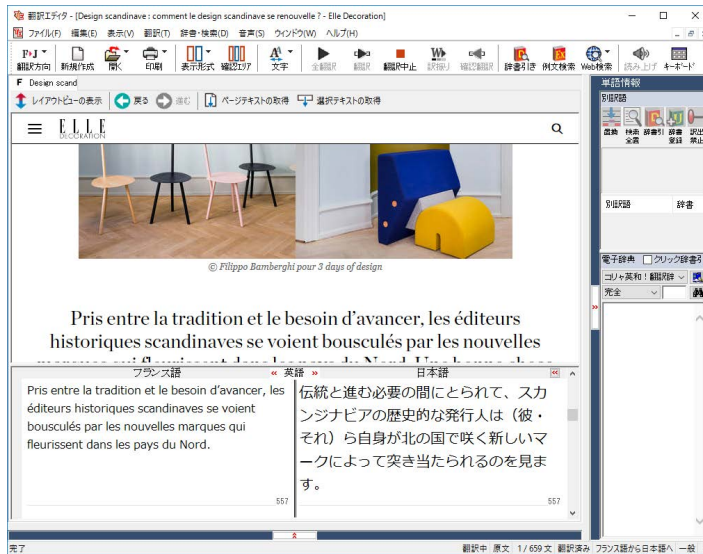 翻訳エディタ - [Design scandinave : comment le design scandinave se renouvelle ? - Elle Decoration]
ファイル(F) 編集(E) 表示(V) 翻訳(T) 辞書・検索(D) 音声(S) ウィンドウ(W) ヘルプ(H)
翻訳方向 新規作成 開く 印刷 表示形式 確認エリア 文字 全翻訳 翻訳 翻訳中止 訳振り 確認翻訳 辞書引き 例文検索 Web検索 読み上げ キーボード
F Design scand
レイアウトビューの表示 戻る 進む ページテキストの取得 選択テキストの取得
ELLE
DECORATION
© Filippo Bamberghi pour 3 days of design
Pris entre la tradition et le besoin d’avancer, les éditeurs
historiques scandinaves se voient bousculés par les nouvelles
フランス語 « 英語 » 日本語 «
Pris entre la tradition et le besoin d’avancer, les
éditeurs historiques scandinaves se voient
bousculés par les nouvelles marques qui
fleurissent dans les pays du Nord.
557
伝統と進む必要の間にとられて、スカ
ンジナビアの歴史的な発行人は（彼・
それ）ら自身が北の国で咲く新しいマ
ークによって突き当たられるのを見ま
す。
557
単語情報
別訳語
置換 検索 辞書引 辞書 訳出
全置 登録 禁止
別訳語 辞書
電子辞典 クリック辞書引
コリャ英和！翻訳辞
完全
»
完了
翻訳中 原文 1/659文 翻訳済み フランス語から日本語へ 一般